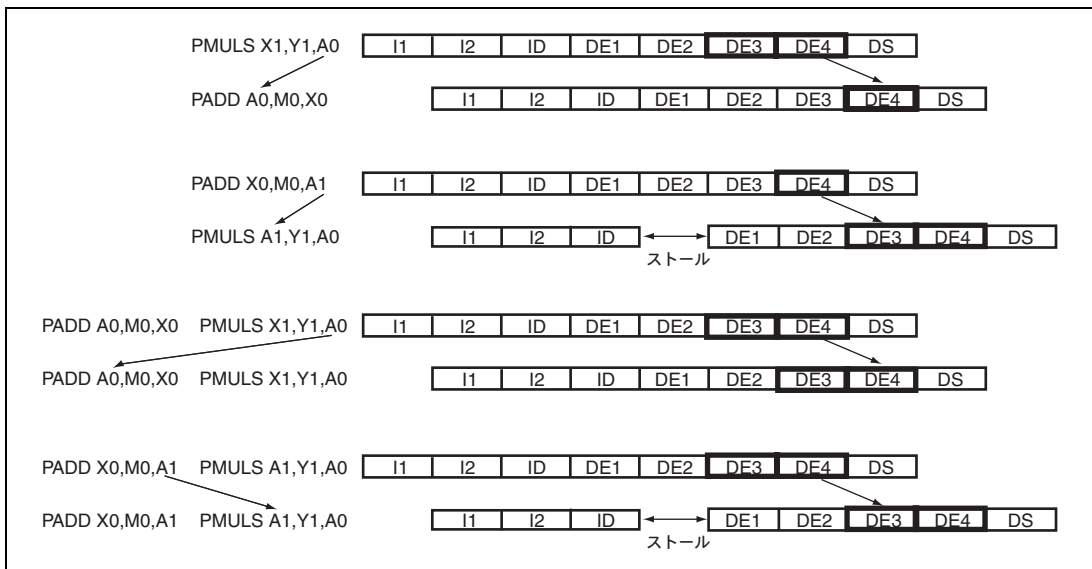 PMULS X1,Y1,A0 I1 I2 ID DE1 DE2 DE3 DE4 DS
PADD A0,M0,X0 I1 I2 ID DE1 DE2 DE3 DE4 DS
PADD X0,M0,A1 I1 I2 ID DE1 DE2 DE3 DE4 DS
PMULS A1,Y1,A0 I1 I2 ID DE1 DE2 DE3 DE4 DS
ストール
PADD A0,M0,X0 PMULS X1,Y1,A0 I1 I2 ID DE1 DE2 DE3 DE4 DS
PADD A0,M0,X0 PMULS X1,Y1,A0 I1 I2 ID DE1 DE2 DE3 DE4 DS
PADD X0,M0,A1 PMULS A1,Y1,A0 I1 I2 ID DE1 DE2 DE3 DE4 DS
PADD X0,M0,A1 PMULS A1,Y1,A0 I1 I2 ID DE1 DE2 DE3 DE4 DS
ストール